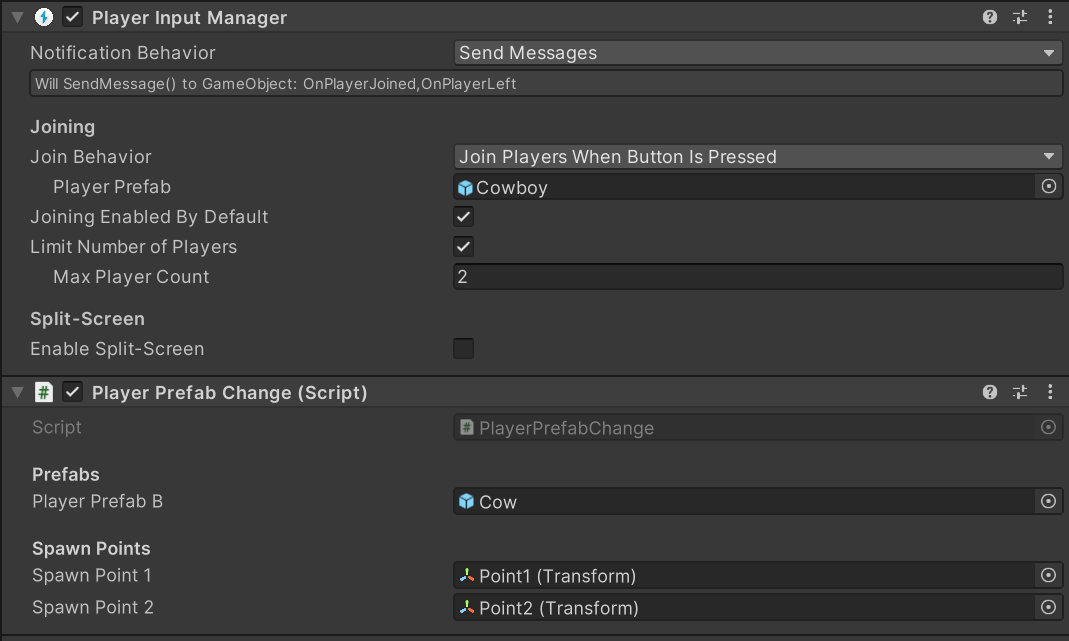 Player Input Manager
Notification Behavior Send Messages
Will SendMessage() to GameObject: OnPlayerJoined,OnPlayerLeft
Joining
Join Behavior Join Players When Button Is Pressed
Player Prefab Cowboy
Joining Enabled By Default
Limit Number of Players
Max Player Count 2
Split-Screen
Enable Split-Screen
# Player Prefab Change (Script)
Script # PlayerPrefabChange
Prefabs
Player Prefab B Cow
Spawn Points
Spawn Point 1 Point1 (Transform)
Spawn Point 2 Point2 (Transform)